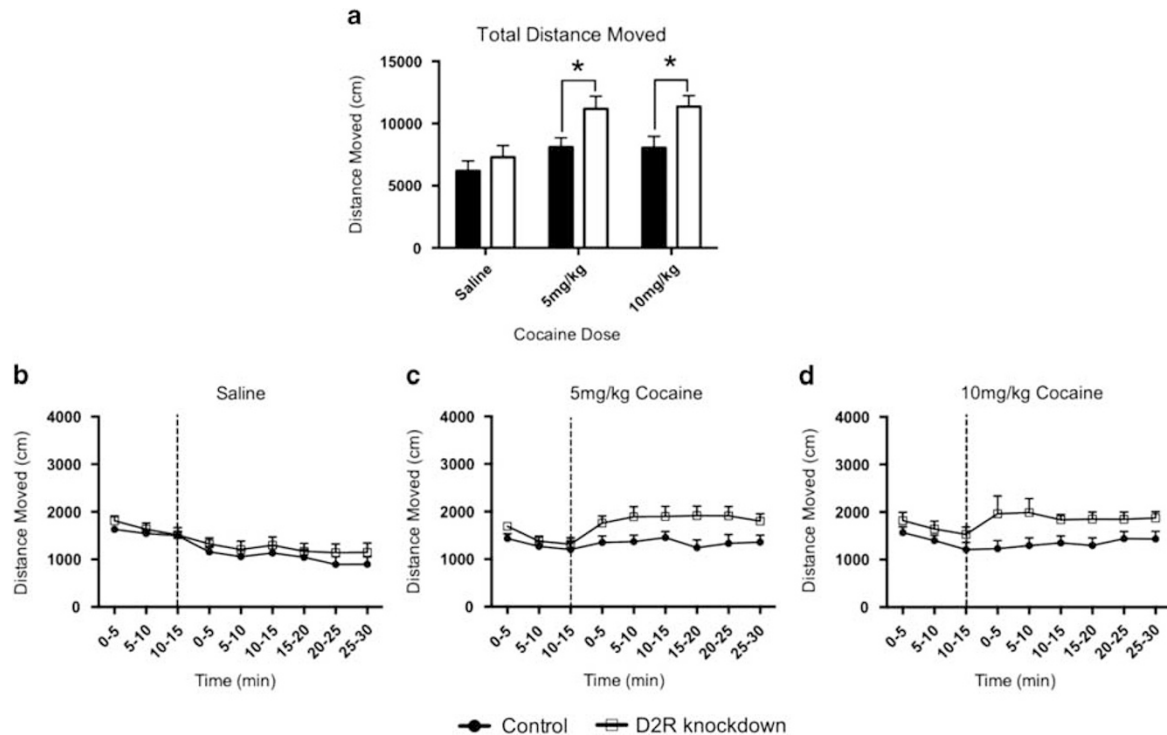 a
Total Distance Moved
Distance Moved (cm)
15000
10000
5000
0
*
*
Saline
5mg/kg
10mg/kg
Cocaine Dose
b
Saline
Distance Moved (cm)
4000
3000
2000
1000
0
0-5
5-10
10-15
0-5
5-10
10-15
15-20
20-25
25-30
Time (min)
c
5mg/kg Cocaine
Distance Moved (cm)
4000
3000
2000
1000
0
0-5
5-10
10-15
0-5
5-10
10-15
15-20
20-25
25-30
Time (min)
d
10mg/kg Cocaine
Distance Moved (cm)
4000
3000
2000
1000
0
0-5
5-10
10-15
0-5
5-10
10-15
15-20
20-25
25-30
Time (min)
Control
D2R knockdown